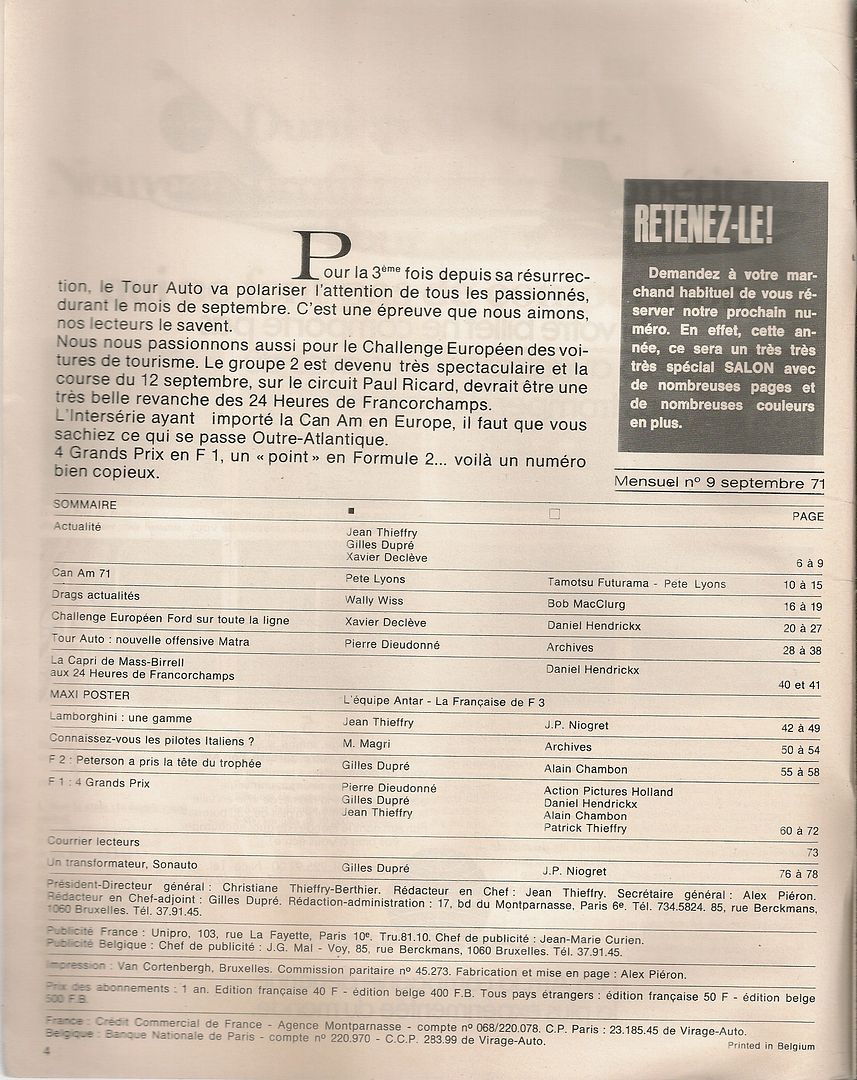 Pour la 3ème fois depuis sa résurrec-
tion, le Tour Auto va polariser l'attention de tous les passionnés,
durant le mois de septembre. C'est une épreuve que nous aimons,
nos lecteurs le savent.
Nous nous passionnons aussi pour le Challenge Européen des voi-
tures de tourisme. Le groupe 2 est devenu très spectaculaire et la
course du 12 septembre, sur le circuit Paul Ricard, devrait être une
très belle revanche des 24 Heures de Francorchamps.
L'Intersérie ayant importé la Can Am en Europe, il faut que vous
sachiez ce qui se passe Outre-Atlantique.
4 Grands Prix en F 1, un « point » en Formule 2... voilà un numéro
bien copieux.
RETENEZ-LE!
Demandez à votre mar-
chand habituel de vous ré-
server notre prochain nu-
méro. En effet, cette an-
née, ce sera un très très
très spécial SALON avec
de nombreuses pages et
de nombreuses couleurs
en plus.
Mensuel nº 9 septembre 71
SOMMAIRE ■ □ PAGE
Actualité Jean Thieffry
Gilles Dupré
Xavier Declève 6 à 9
Can Am 71 Pete Lyons Tamotsu Futurama - Pete Lyons 10 à 15
Drags actualités Wally Wiss Bob MacClurg 16 à 19
Challenge Européen Ford sur toute la ligne Xavier Declève Daniel Hendrickx 20 à 27
Tour Auto : nouvelle offensive Matra Pierre Dieudonné Archives 28 à 38
La Capri de Mass-Birrell Daniel Hendrickx
aux 24 Heures de Francorchamps 40 et 41
MAXI POSTER L'équipe Antar - La Française de F 3
Lamborghini : une gamme Jean Thieffry J.P. Niogret 42 à 49
Connaissez-vous les pilotes Italiens ? M. Magri Archives 50 à 54
F 2 : Peterson a pris la tête du trophée Gilles Dupré Alain Chambon 55 à 58
F 1 : 4 Grands Prix Pierre Dieudonné Action Pictures Holland
Gilles Dupré Daniel Hendrickx
Jean Thieffry Alain Chambon
Patrick Thieffry 60 à 72
Courrier lecteurs 73
Un transformateur, Sonauto Gilles Dupré J.P. Niogret 76 à 78
Président-Directeur général : Christiane Thieffry-Berthier. Rédacteur en Chef : Jean Thieffry. Secrétaire général : Alex Piéron.
Rédacteur en Chef-adjoint : Gilles Dupré. Rédaction-administration : 17, bd du Montparnasse, Paris 6e. Tél. 734.5824. 85, rue Berckmans,
1060 Bruxelles. Tél. 37.91.45.
Publicité France : Unipro, 103, rue La Fayette, Paris 10e. Tru.81.10. Chef de publicité : Jean-Marie Curien.
Publicité Belgique : Chef de publicité : J.G. Mal - Voy, 85, rue Berckmans, 1060 Bruxelles. Tél. 37.91.45.
Impression : Van Cortenbergh, Bruxelles. Commission paritaire nº 45.273. Fabrication et mise en page : Alex Piéron.
Prix des abonnements : 1 an. Edition française 40 F - édition belge 400 F.B. Tous pays étrangers : édition française 50 F - édition belge
500 F.B.
France : Crédit Commercial de France - Agence Montparnasse - compte nº 068/220.078. C.P. Paris : 23.185.45 de Virage-Auto.
Belgique : Banque Nationale de Paris - compte nº 220.970 - C.C.P. 283.99 de Virage-Auto.
Printed in Belgium
4